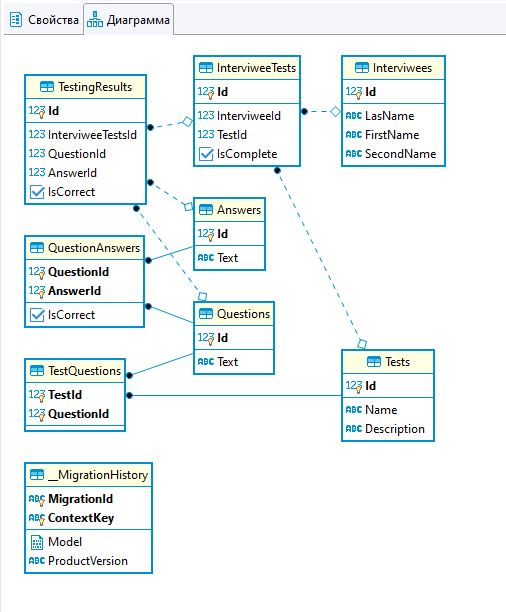 Свойства
Диаграмма
TestingResults
123 Id
123 InterviweeTestsId
123 QuestionId
123 AnswerId
IsCorrect
InterviweeTests
123 Id
123 InterviweeId
123 TestId
IsComplete
Interviwees
123 Id
ABC LasName
ABC FirstName
ABC SecondName
Answers
123 Id
ABC Text
QuestionAnswers
123 QuestionId
123 AnswerId
IsCorrect
Questions
123 Id
ABC Text
TestQuestions
123 TestId
123 QuestionId
Tests
123 Id
ABC Name
ABC Description
__MigrationHistory
ABC MigrationId
ABC ContextKey
Model
ABC ProductVersion